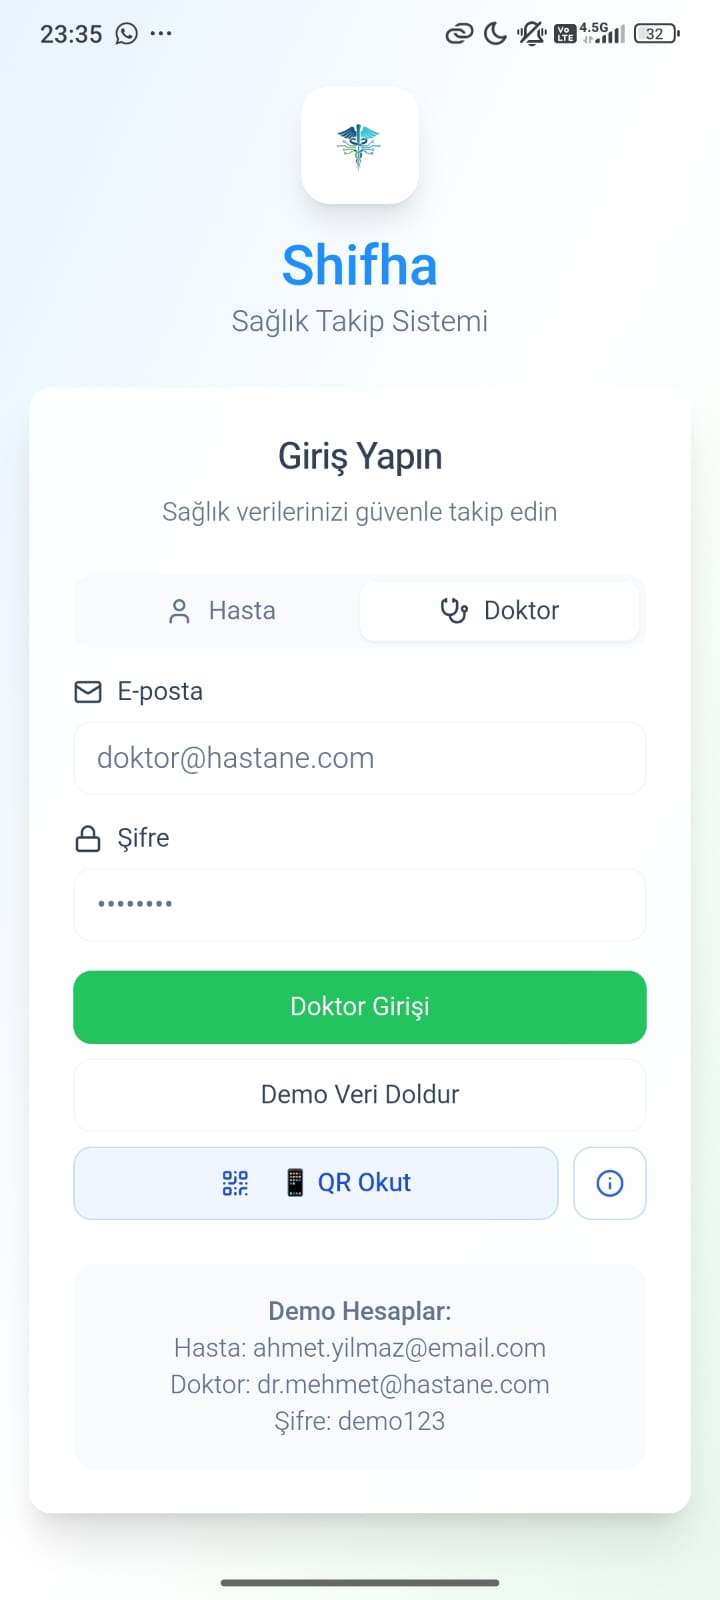 23:35
Vo LTE 4.5G 32
Shifha
Sağlık Takip Sistemi
Giriş Yapın
Sağlık verilerinizi güvenle takip edin
Hasta
Doktor
E-posta
doktor@hastane.com
Şifre
••••••••
Doktor Girişi
Demo Veri Doldur
QR Okut
Demo Hesaplar:
Hasta: ahmet.yilmaz@email.com
Doktor: dr.mehmet@hastane.com
Şifre: demo123